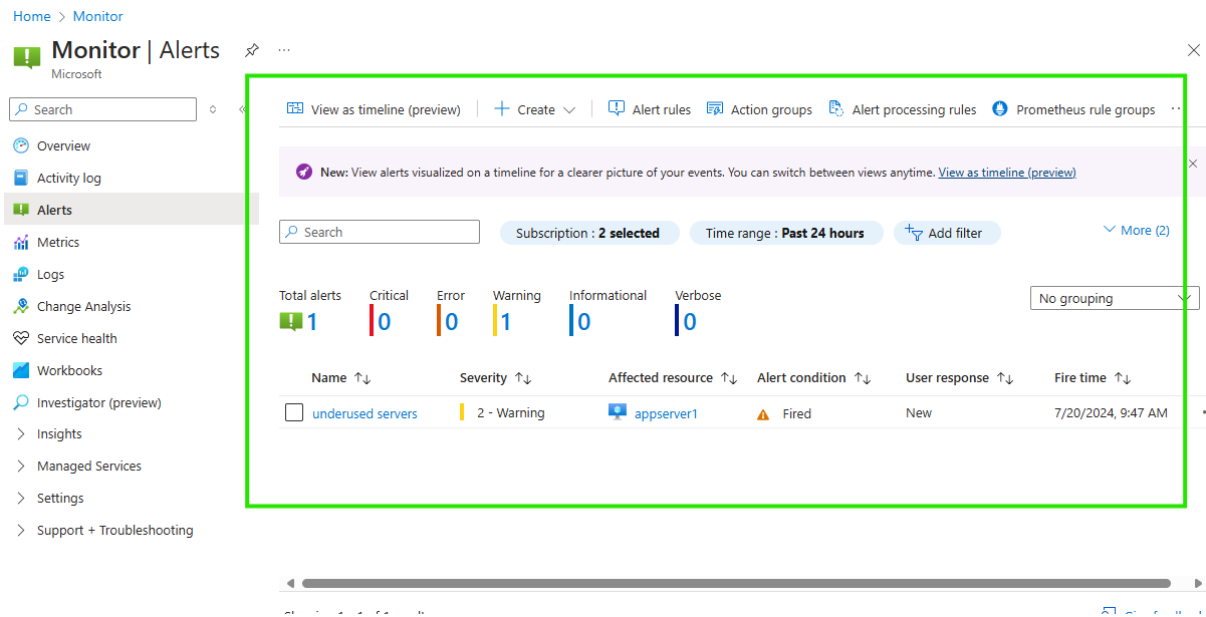 Home > Monitor
Monitor | Alerts
Microsoft
Search
View as timeline (preview) Create Alert rules Action groups Alert processing rules Prometheus rule groups
Overview
Activity log
Alerts
Metrics
Logs
Change Analysis
Service health
Workbooks
Investigator (preview)
Insights
Managed Services
Settings
Support + Troubleshooting
New: View alerts visualized on a timeline for a clearer picture of your events. You can switch between views anytime. View as timeline (preview)
Search Subscription : 2 selected Time range : Past 24 hours Add filter More (2)
Total alerts Critical Error Warning Informational Verbose
1 0 0 1 0 0
No grouping
Name Severity Affected resource Alert condition User response Fire time
underused servers 2 - Warning appserver1 Fired New 7/20/2024, 9:47 AM